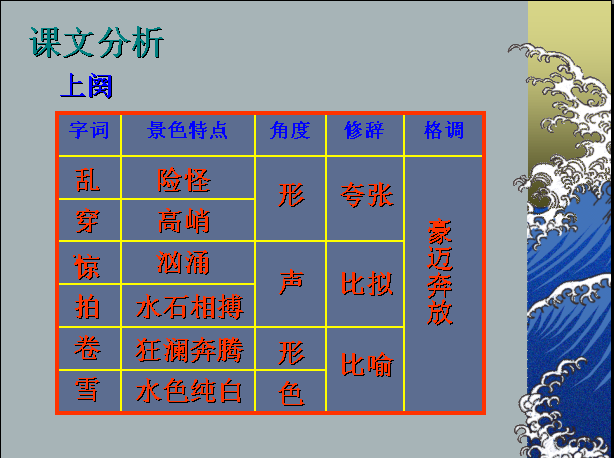 课文分析
上阕
字词 景色特点 角度 修辞 格调
乱 险怪 形 夸张 豪迈奔放
穿 高峭
惊 汹涌 声 比拟
拍 水石相搏
卷 狂澜奔腾 形 比喻
雪 水色纯白 色